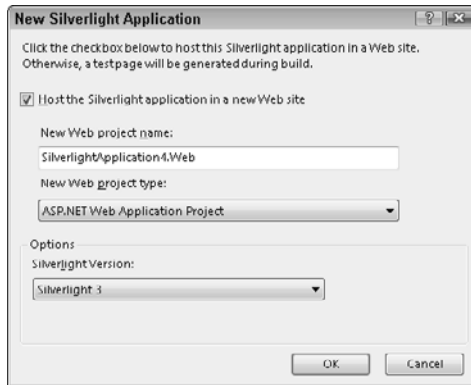 New Silverlight Application
Click the checkbox below to host this Silverlight application in a Web site.
Otherwise, a test page will be generated during build.
Host the Silverlight application in a new Web site
New Web project name:
SilverlightApplication4.Web
New Web project type:
ASP.NET Web Application Project
Options
Silverlight Version:
Silverlight 3
OK
Cancel